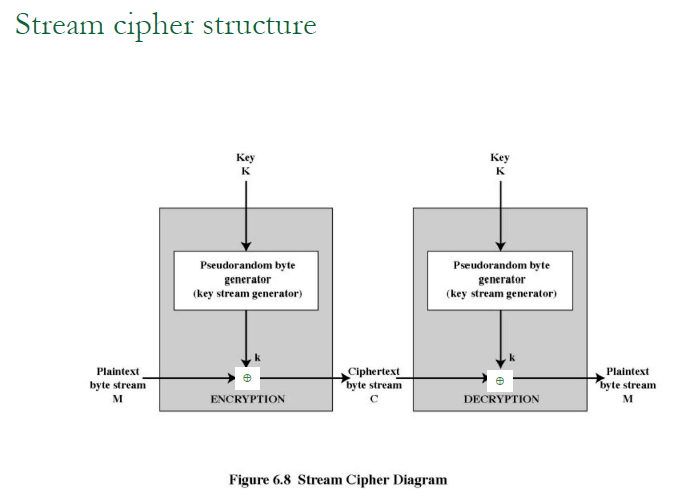 Stream cipher structure
Key
K
Key
K
Pseudorandom byte
generator
(key stream generator)
Pseudorandom byte
generator
(key stream generator)
k
k
Plaintext
byte stream
M
⊕
ENCRYPTION
Ciphertext
byte stream
C
⊕
DECRYPTION
Plaintext
byte stream
M
Figure 6.8 Stream Cipher Diagram